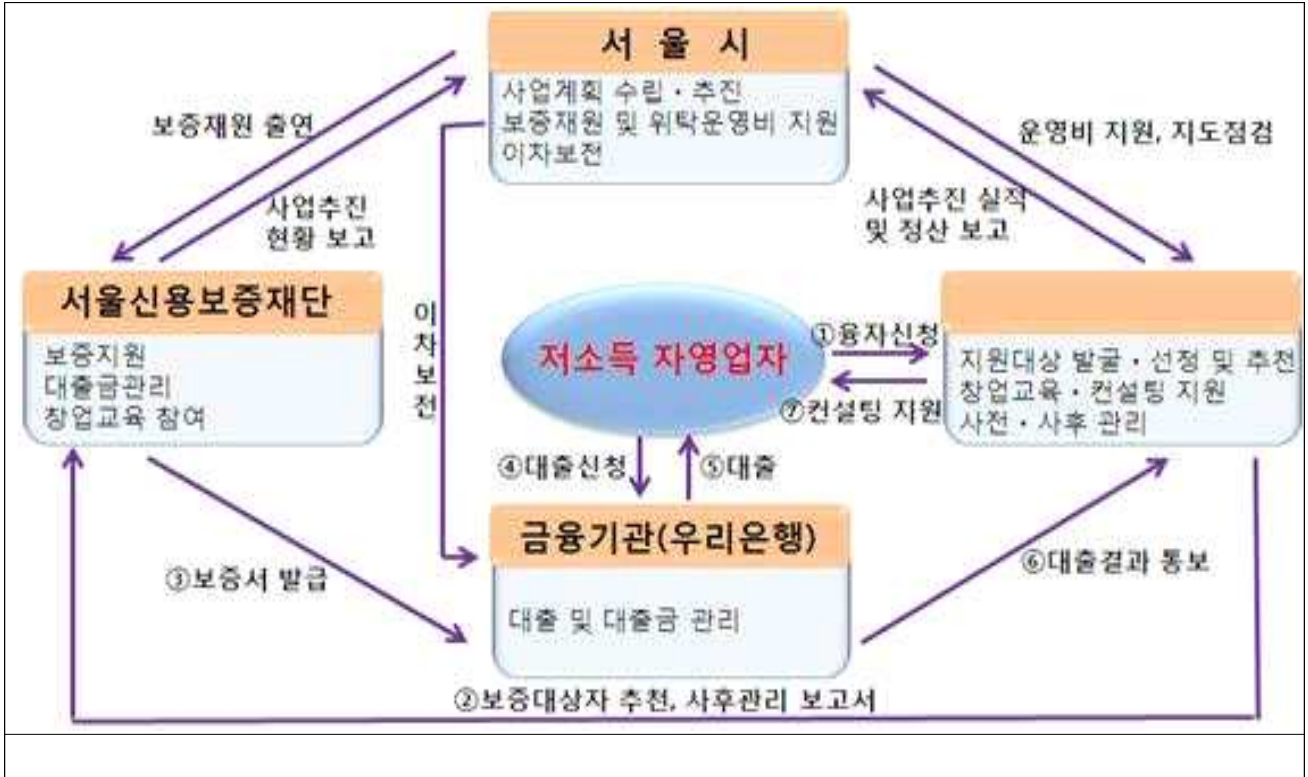 서 울 시
사업계획 수립·추진
보증재원 및 위탁운영비 지원
이차보전
보증재원 출연
사업추진
현황 보고
운영비 지원, 지도점검
사업추진 실적
및 정산 보고
서울신용보증재단
보증지원
대출금관리
창업교육 참여
이차보전
저소득 자영업자
①융자신청
⑦컨설팅 지원
지원대상 발굴·선정 및 추천
창업교육·컨설팅 지원
사전·사후 관리
④대출신청
⑤대출
금융기관(우리은행)
대출 및 대출금 관리
③보증서 발급
⑥대출결과 통보
②보증대상자 추천, 사후관리 보고서